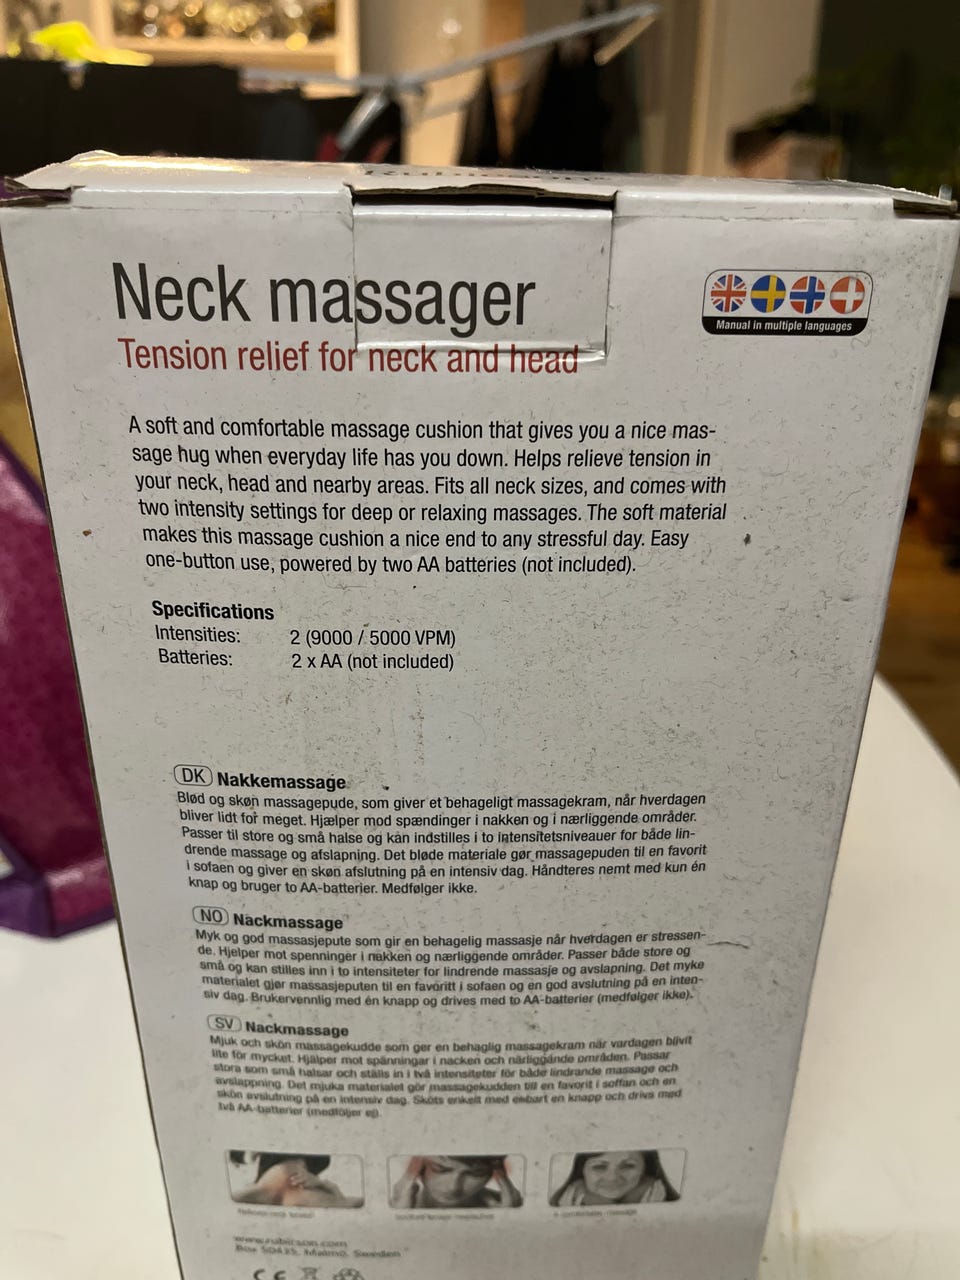 Neck massager
Tension relief for neck and head
Manual in multiple languages
A soft and comfortable massage cushion that gives you a nice mas-
sage hug when everyday life has you down. Helps relieve tension in
your neck, head and nearby areas. Fits all neck sizes, and comes with
two intensity settings for deep or relaxing massages. The soft material
makes this massage cushion a nice end to any stressful day. Easy
one-button use, powered by two AA batteries (not included).
Specifications
Intensities: 2 (9000 / 5000 VPM)
Batteries: 2 x AA (not included)
DK Nakkemassage
Blød og skøn massagepude, som giver et behageligt massagekram, når hverdagen
bliver lidt for meget. Hjælper mod spændinger i nakken og i nærliggende områder.
Passer til store og små halse og kan indstilles i to intensitetsniveauer for både lin-
drende massage og afslapning. Det bløde materiale gør massagepuden til en favorit
i sofaen og giver en skøn afslutning på en intensiv dag. Håndteres nemt med kun én
knap og bruger to AA-batterier. Medfølger ikke.
NO Nackmassage
Myk og god massasjepute som gir en behagelig massasje når hverdagen er stressen-
de. Hjelper mot spenninger i nakken og nærliggende områder. Passer både store og
små og kan stilles inn i to intensiteter for lindrende massasje og avslapning. Det myke
materialet gjør massasjeputen til en favoritt i sofaen og en god avslutning på en inten-
siv dag. Brukervennlig med én knapp og drives med to AA-batterier (medfølger ikke).
SV Nackmassage
Mjuk och skön massagekudde som ger en behaglig massagekram när vardagen blivit
lite för mycket. Hjälper mot spänningar i nacken och närliggande områden. Passar
stora som små halsar och ställs in i två intensiteter för både lindrande massage och
avslappning. Det mjuka materialet gör massagekudden till en favorit i soffan och en
skön avslutning på en intensiv dag. Sköts enkelt med enbart en knapp och drivs med
två AA-batterier (medföljer ej).
www.rubicson.com
Box 50435, Malmö, Sweden
CE